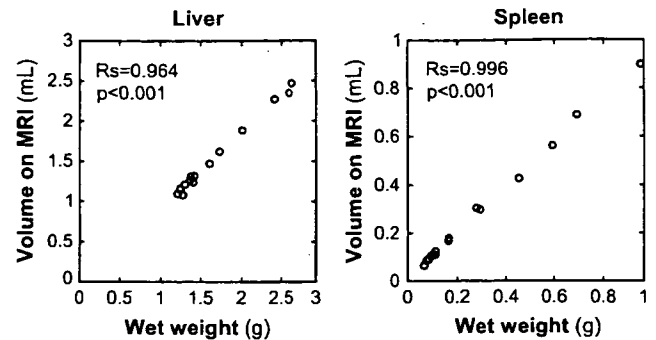 Liver
3
2.5
2
1.5
1
0.5
0
Rs=0.964
p<0.001
Volume on MRI (mL)
0 0.5 1 1.5 2 2.5 3
Wet weight (g)
Spleen
1
0.8
0.6
0.4
0.2
0
Rs=0.996
p<0.001
Volume on MRI (mL)
0 0.2 0.4 0.6 0.8 1
Wet weight (g)